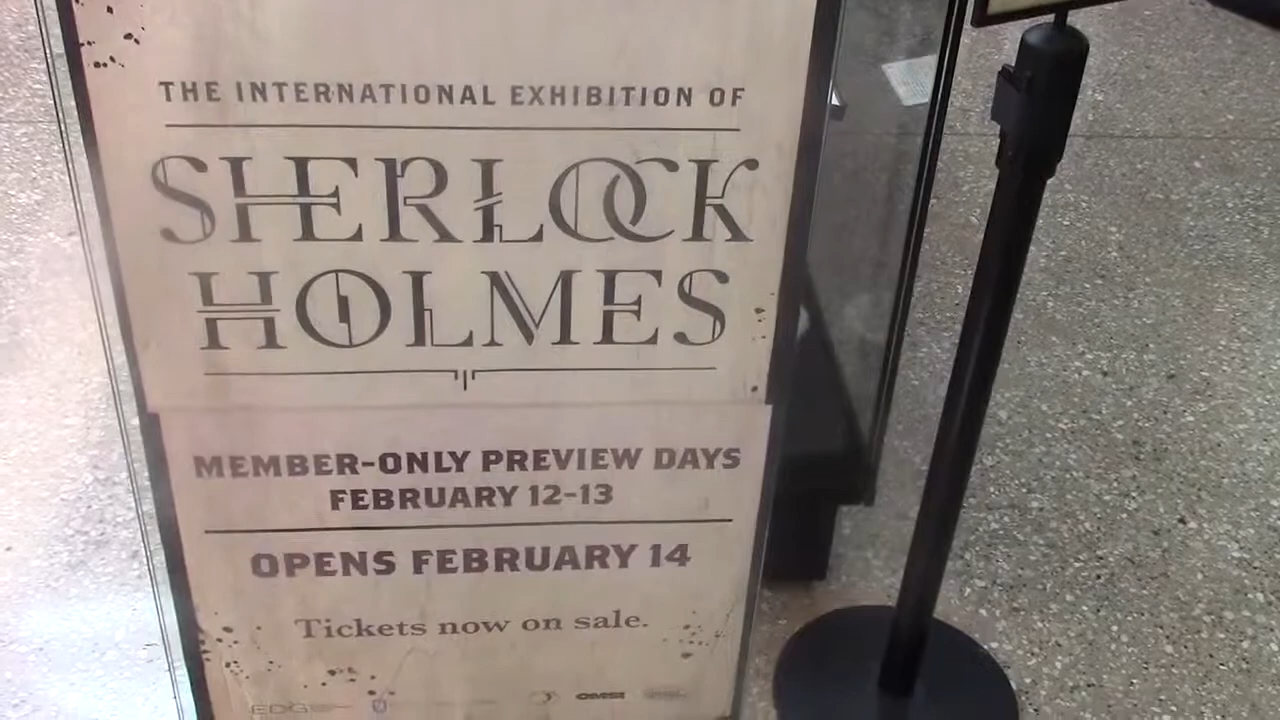 THE INTERNATIONAL EXHIBITION OF
SHERLOCK
HOLMES
MEMBER-ONLY PREVIEW DAYS
FEBRUARY 12-13
OPENS FEBRUARY 14
Tickets now on sale.
EDG OMSI